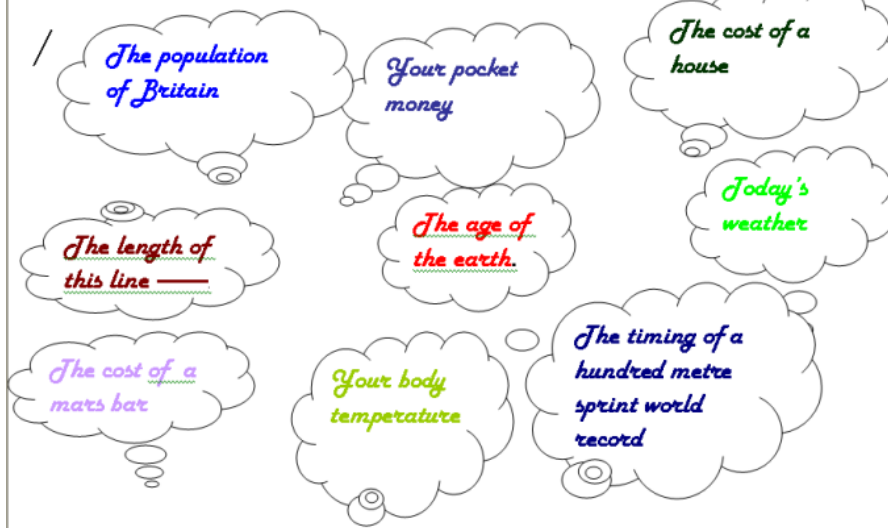 The population
of Britain
Your pocket
money
The cost of a
house
Today's
weather
The length of
this line
The age of
the earth.
The cost of a
mars bar
Your body
temperature
The timing of a
hundred metre
sprint world
record